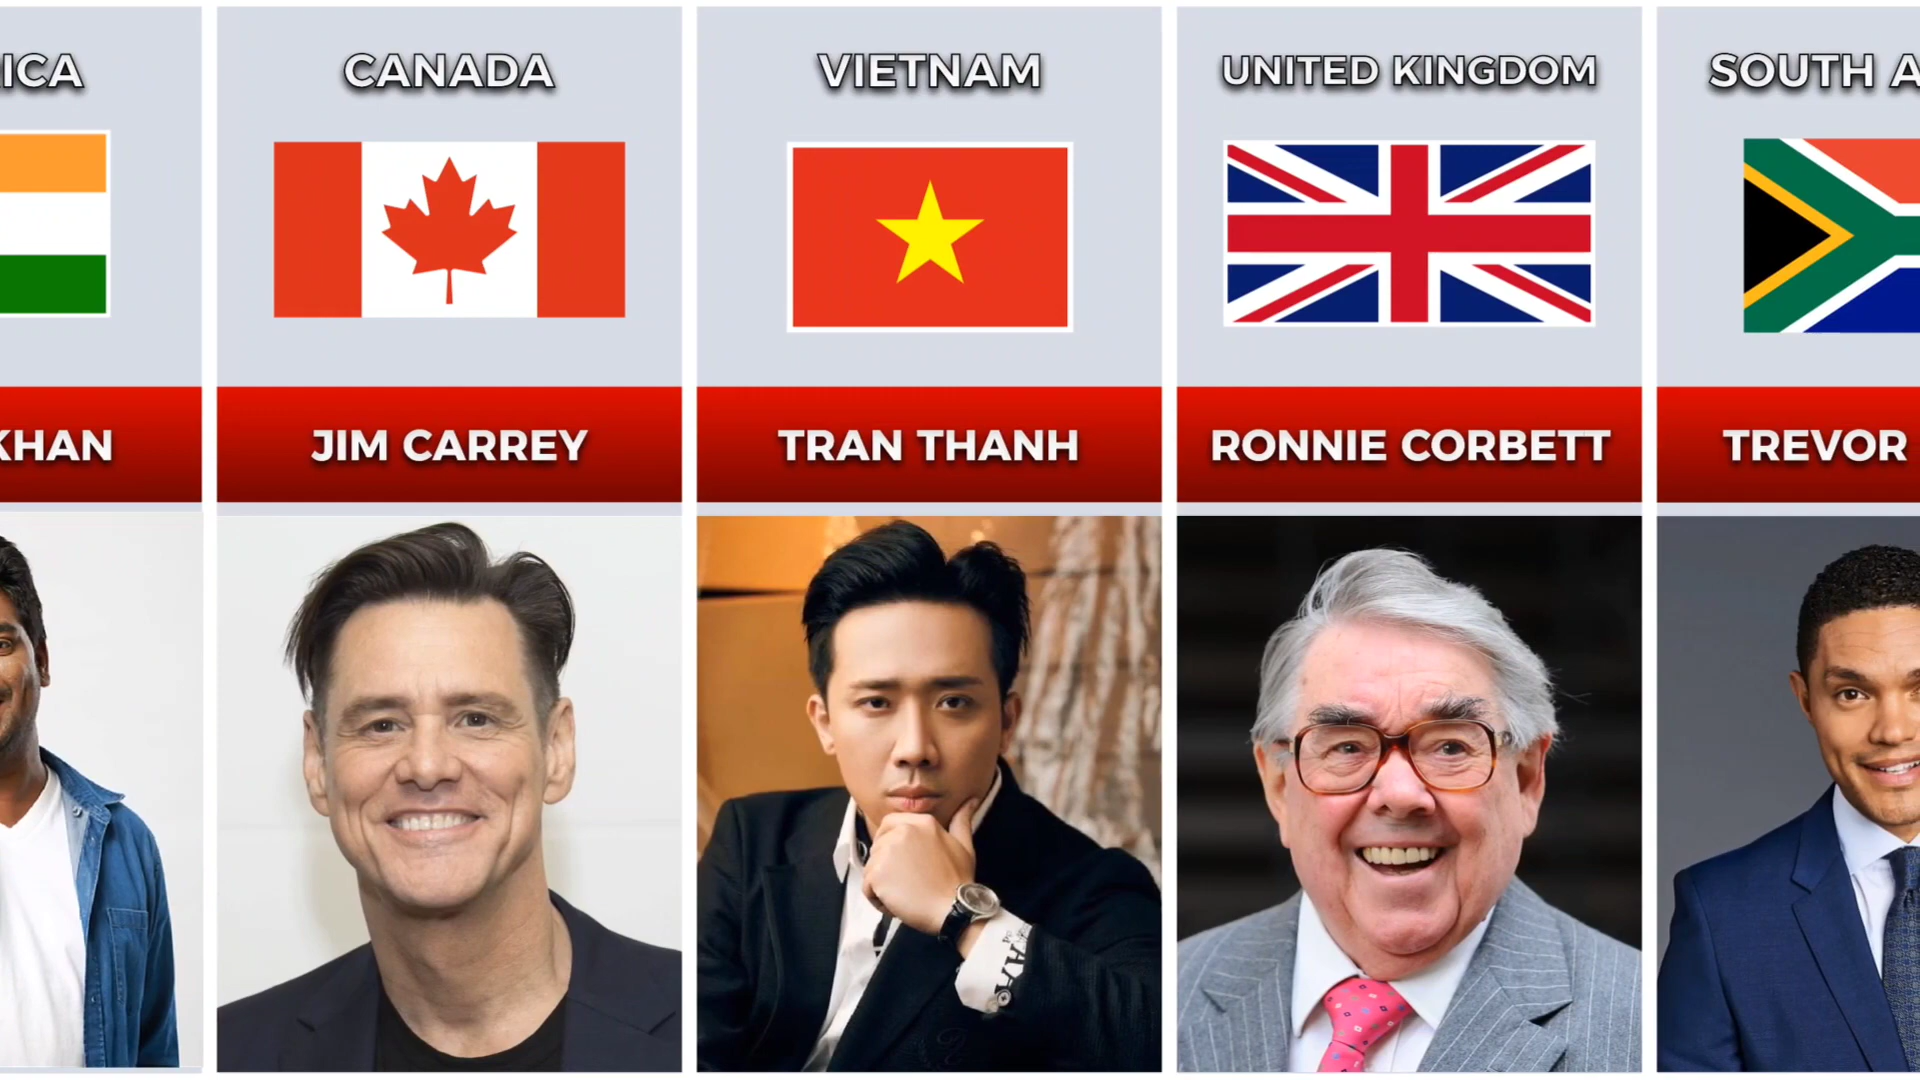 ICA
CANADA
VIETNAM
UNITED KINGDOM
SOUTH A
KHAN
JIM CARREY
TRAN THANH
RONNIE CORBETT
TREVOR